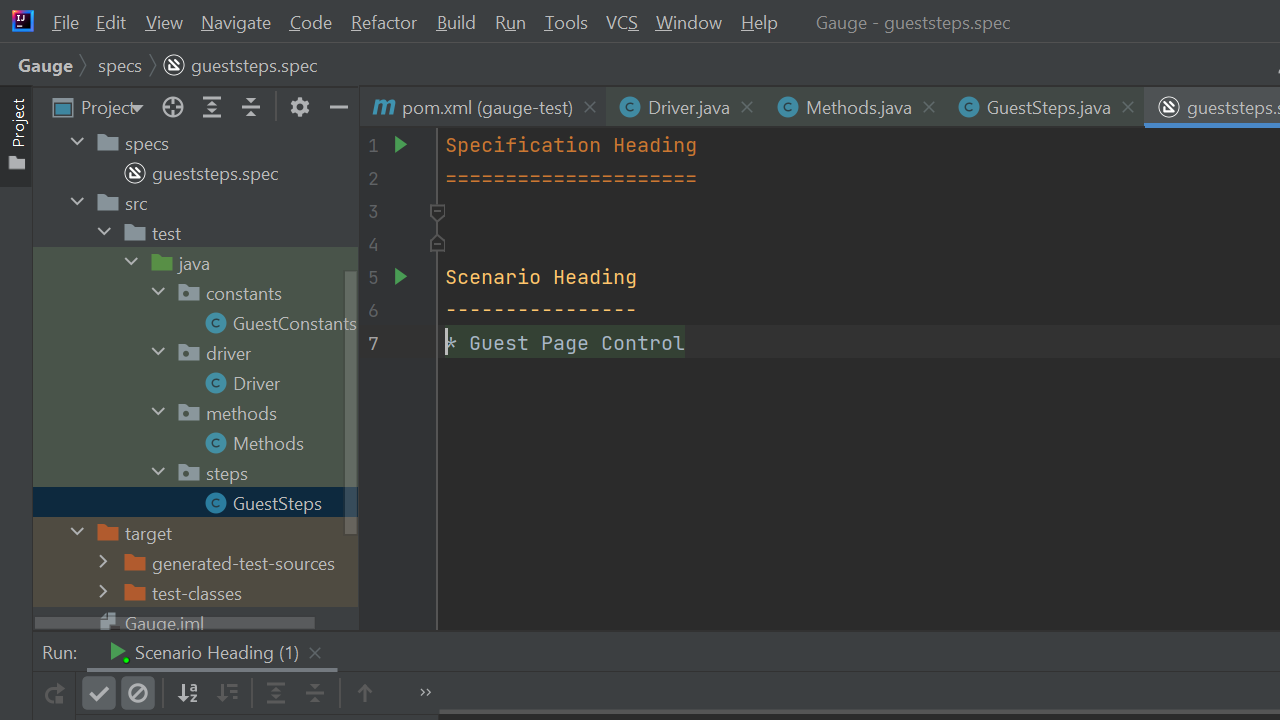 File Edit View Navigate Code Refactor Build Run Tools VCS Window Help Gauge - gueststeps.spec
Gauge specs gueststeps.spec
Project
Project
pom.xml (gauge-test) Driver.java Methods.java GuestSteps.java gueststeps.s
specs
gueststeps.spec
src
test
java
constants
GuestConstants
driver
Driver
methods
Methods
steps
GuestSteps
target
generated-test-sources
test-classes
Gauge.iml
1 Specification Heading
2 =====================
3
4
5 Scenario Heading
6 ----------------
7 * Guest Page Control
Run: Scenario Heading (1)